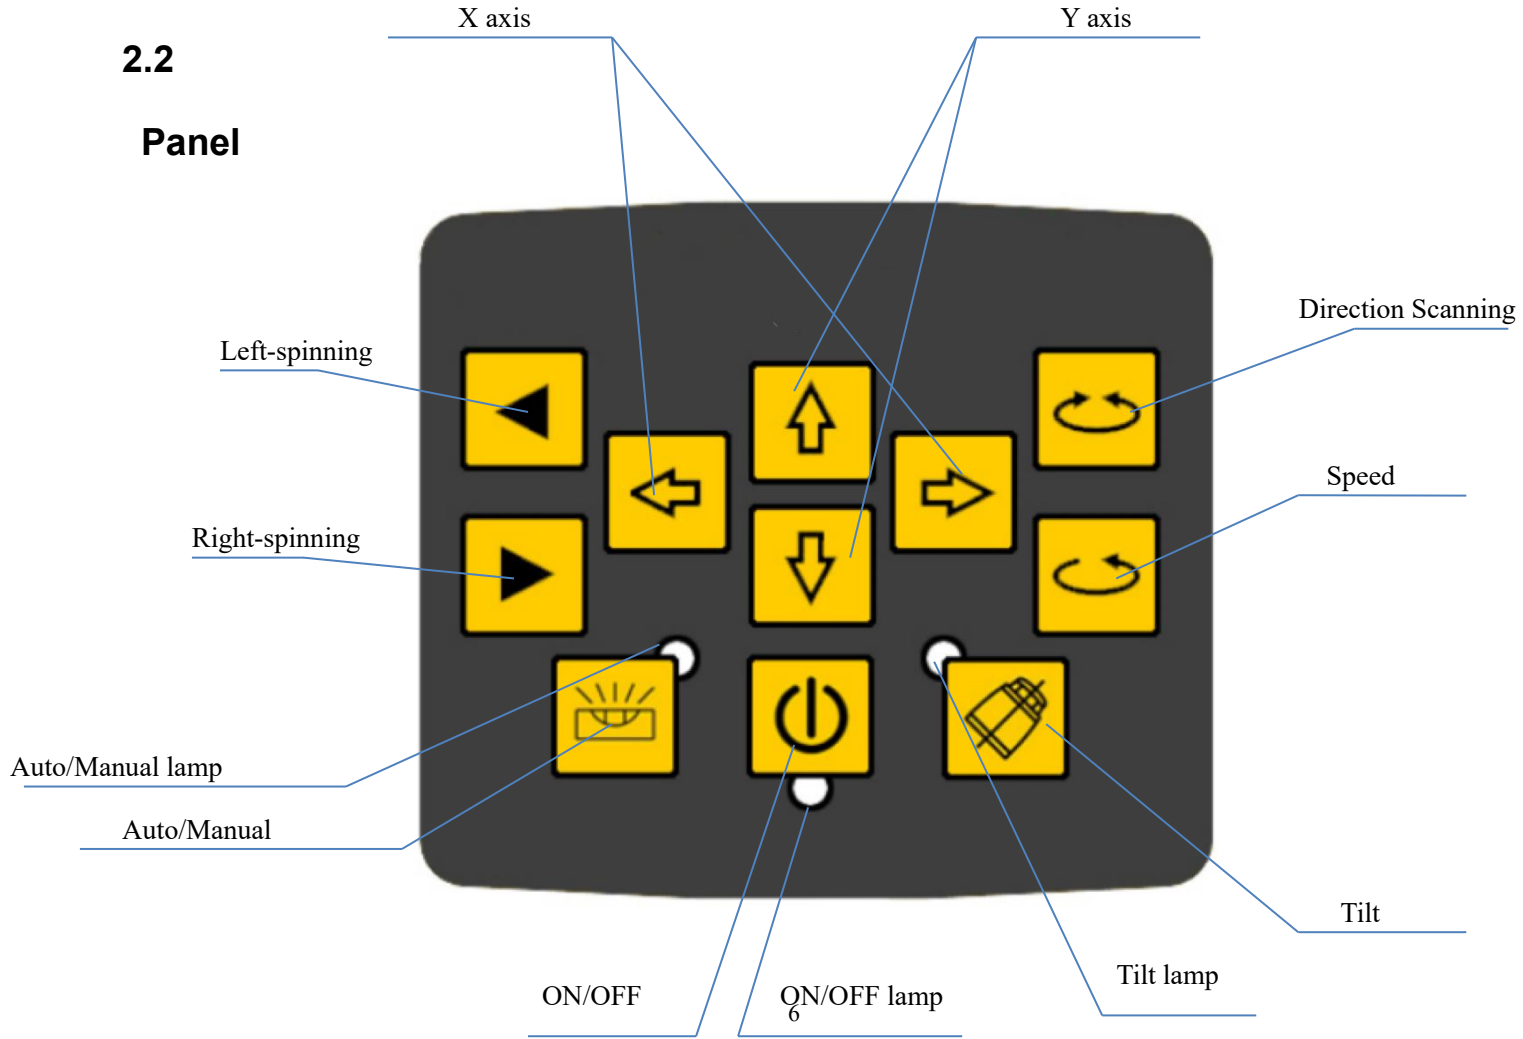 X axis
Y axis
2.2
Panel
Direction Scanning
Left-spinning
Speed
Right-spinning
Auto/Manual lamp
Auto/Manual
Tilt
Tilt lamp
ON/OFF
ON/OFF lamp
6